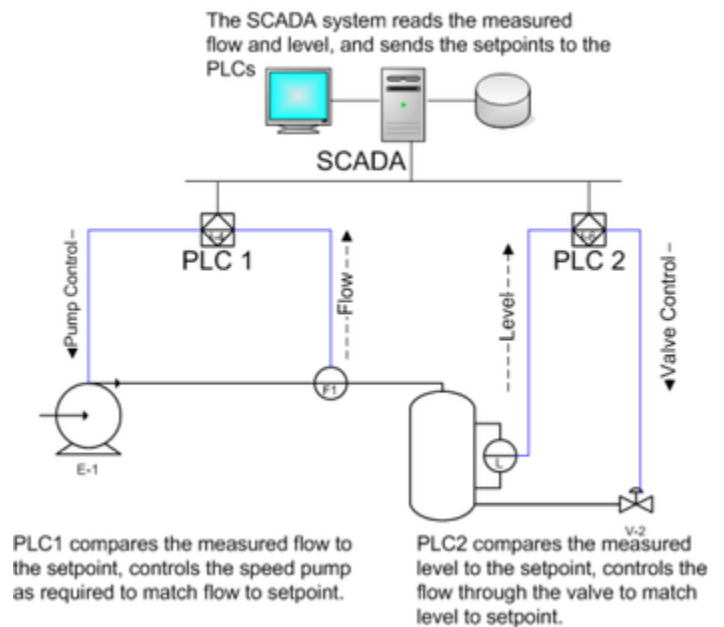 The SCADA system reads the measured
flow and level, and sends the setpoints to the
PLCs
SCADA
PLC 1
PLC 2
Pump Control
Flow
Level
Valve Control
F1
L
E-1
V-2
PLC1 compares the measured flow to
the setpoint, controls the speed pump
as required to match flow to setpoint.
PLC2 compares the measured
level to the setpoint, controls the
flow through the valve to match
level to setpoint.